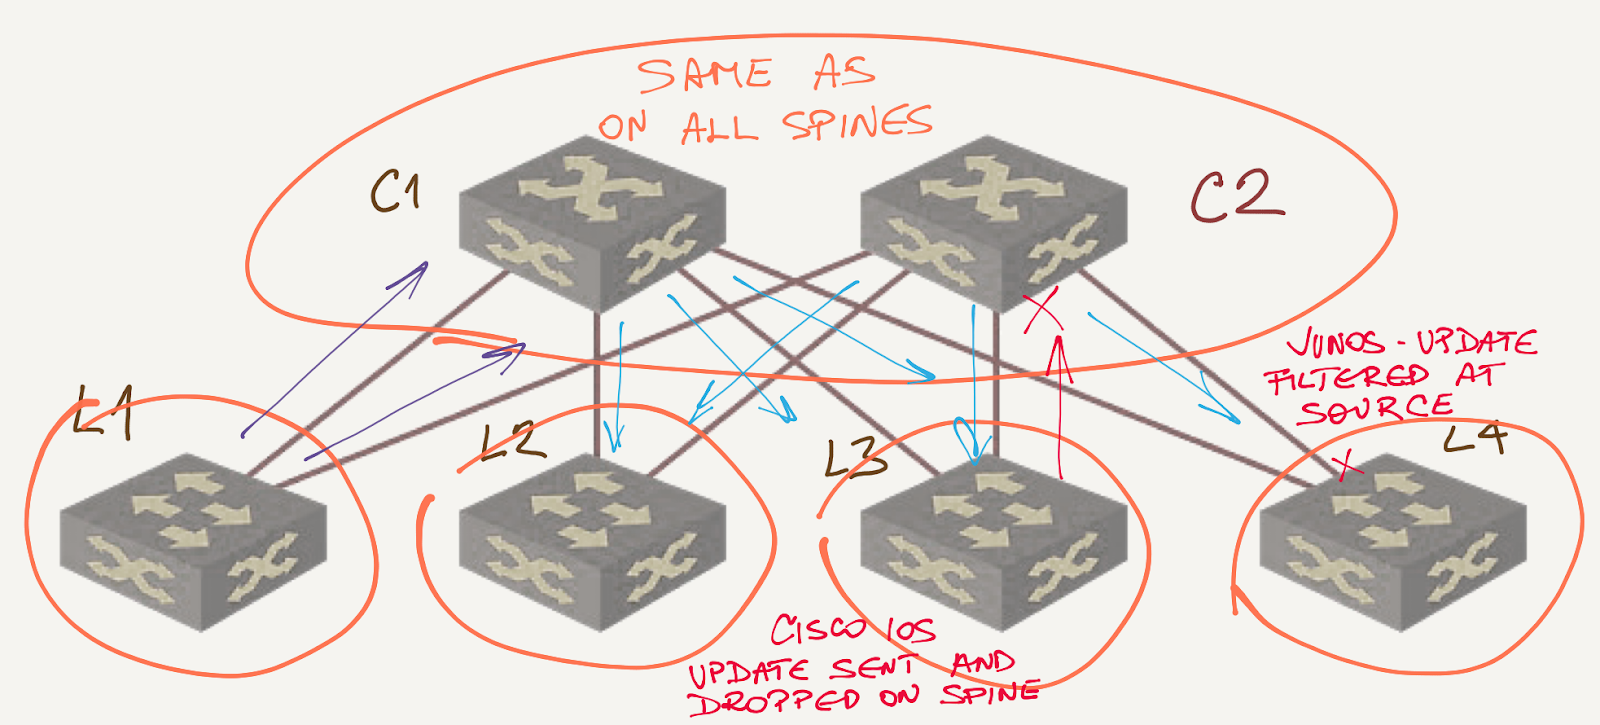 SAME AS
ON ALL SPINES
C1
C2
JUNOS - UPDATE
FILTERED AT
SOURCE
L1
L2
L3
L4
CISCO IOS
UPDATE SENT AND
DROPPED ON SPINE